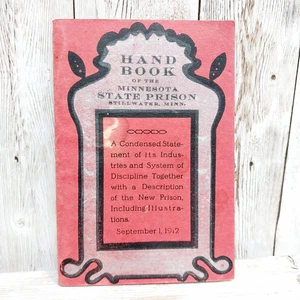 HAND
BOOK
OF THE
MINNESOTA
STATE PRISON
STILLWATER, MINN.
A Condensed State-
ment of Its Indus-
tries and System of
Discipline Together
with a Description
of the New Prison,
Including Illustra-
tions.
September 1, 1912